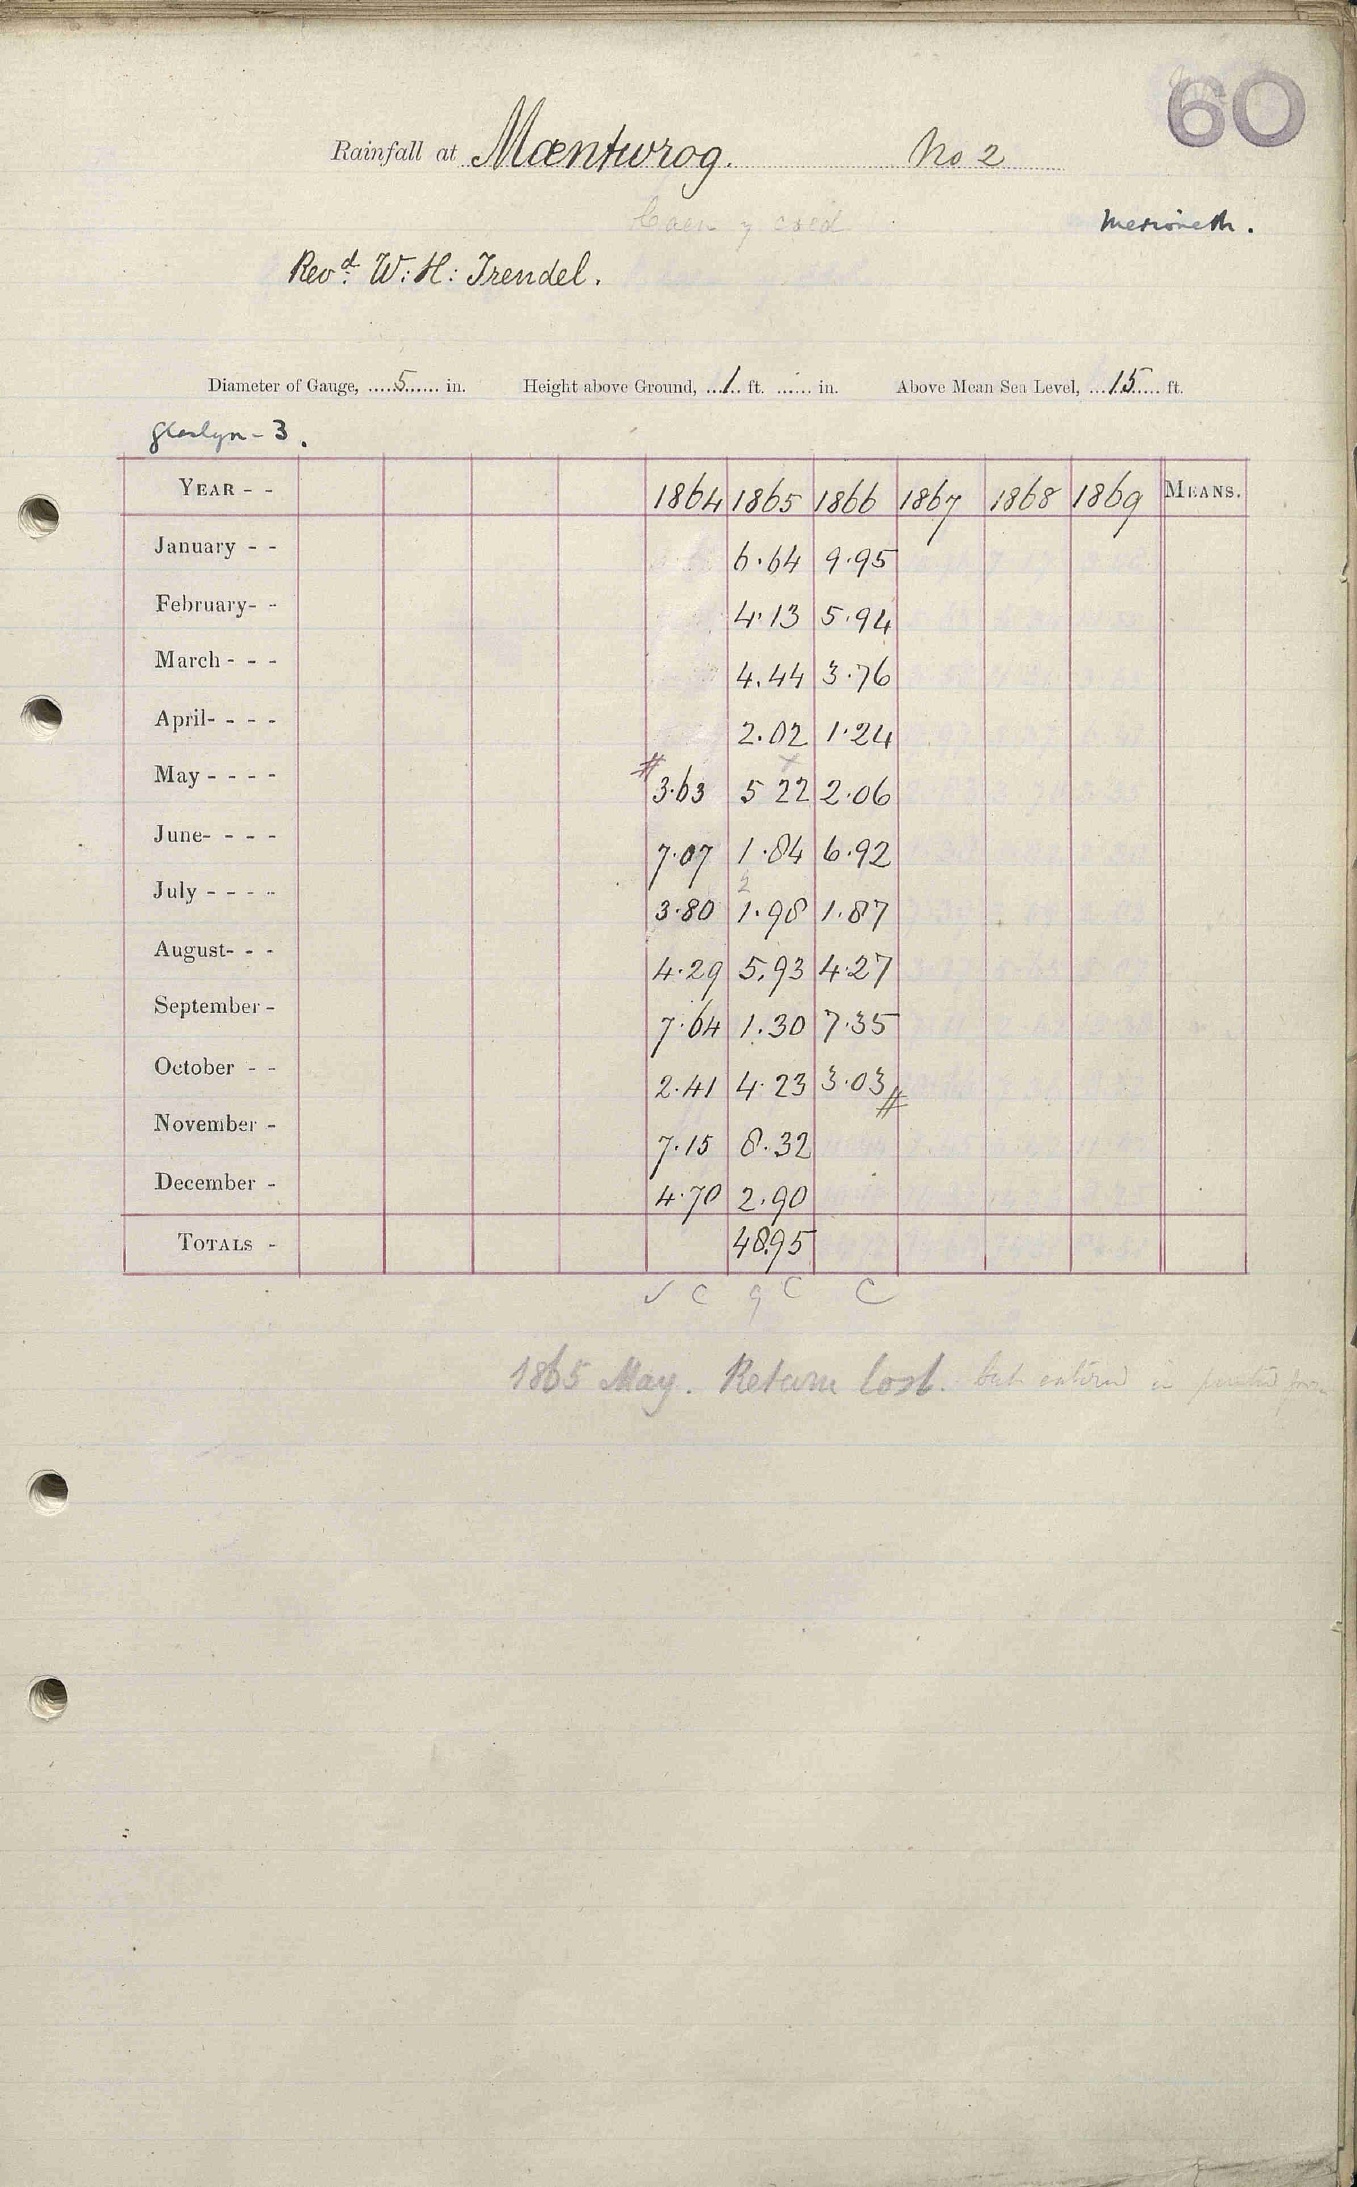 60
Rainfall at Mænturog. No 2
Caen y coed
Merioneth.
Revd. W: H: Trendel.
Diameter of Gauge, 5 in. Height above Ground, 1 ft. in. Above Mean Sea Level, 15 ft.
Glaslyn - 3.
YEAR - - 1864 1865 1866 1867 1868 1869 MEANS.
January - - 6.64 9.95
February - - 4.13 5.94
March - - - 4.44 3.76
April - - - - 2.02 1.24
May - - - - # 3.63 5 22 x 2.06
June - - - - 7.07 1.84 6.92
July - - - - 3.80 1.98 2 1.87
August - - - 4.29 5.93 4.27
September - 7.64 1.30 7.35
October - - 2.41 4.23 3.03 #
November - 7.15 8.32
December - 4.70 2.90
TOTALS - 48.95
✓ C 9 C C
1865 May. Return lost. but entered in printed form